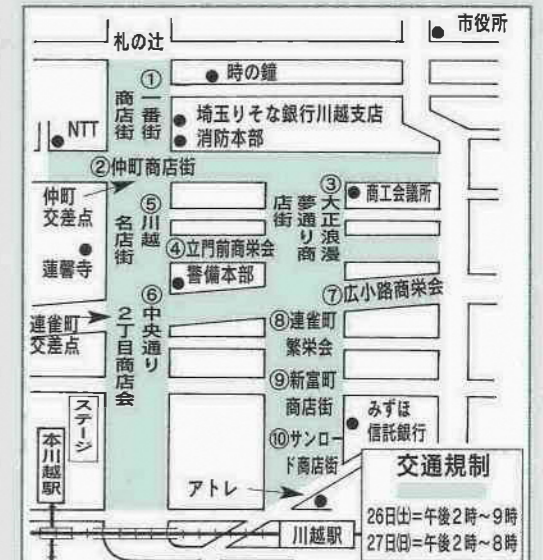 市役所
札の辻
時の鐘
①一番街
商店街
埼玉りそな銀行川越支店
消防本部
NTT
②仲町商店街
仲町
交差点
③大正浪漫
夢通り商
店街
商工会議所
⑤川越
名店街
④立門前商栄会
蓮馨寺
警備本部
⑥中央通り
2丁目商店会
⑦広小路商栄会
連雀町
交差点
⑧連雀町
繁栄会
⑨新富町
商店街
ステージ
本川越駅
みずほ
信託銀行
⑩サンロー
ド商店街
アトレ
川越駅
交通規制
26日㈯=午後2時〜9時
27日㈰=午後2時〜8時